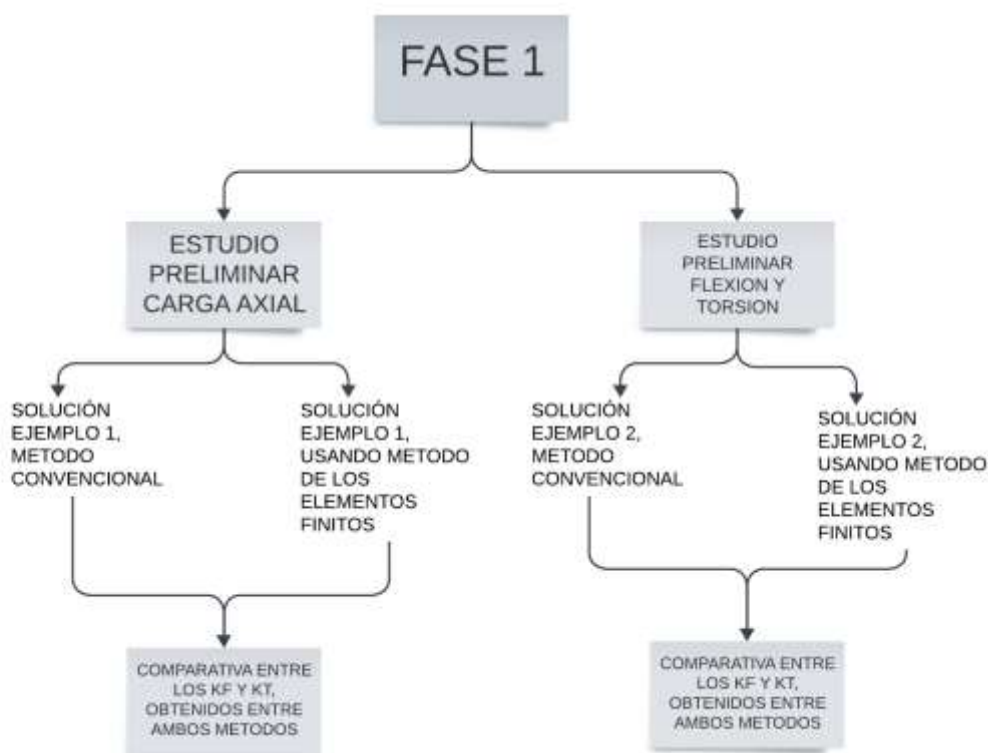 FASE 1
ESTUDIO
PRELIMINAR
CARGA AXIAL
ESTUDIO
PRELIMINAR
FLEXION Y
TORSION
SOLUCIÓN
EJEMPLO 1,
METODO
CONVENCIONAL
SOLUCIÓN
EJEMPLO 1,
USANDO METODO
DE LOS
ELEMENTOS
FINITOS
SOLUCIÓN
EJEMPLO 2,
METODO
CONVENCIONAL
SOLUCIÓN
EJEMPLO 2,
USANDO METODO
DE LOS
ELEMENTOS
FINITOS
COMPARATIVA ENTRE
LOS KF Y KT,
OBTENIDOS ENTRE
AMBOS METODOS
COMPARATIVA ENTRE
LOS KF Y KT,
OBTENIDOS ENTRE
AMBOS METODOS